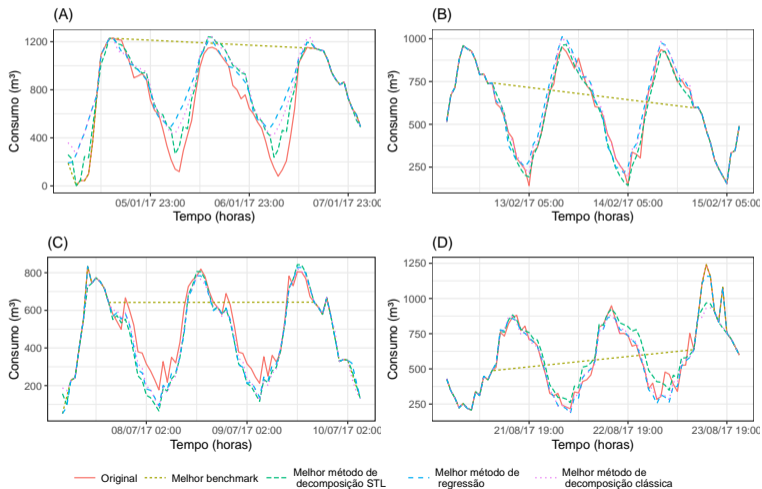 (A)
Consumo (m³)
1200
800
400
0
05/01/17 23:00
06/01/17 23:00
07/01/17 23:00
Tempo (horas)
(B)
Consumo (m³)
1000
750
500
250
13/02/17 05:00
14/02/17 05:00
15/02/17 05:00
Tempo (horas)
(C)
Consumo (m³)
800
600
400
200
08/07/17 02:00
09/07/17 02:00
10/07/17 02:00
Tempo (horas)
(D)
Consumo (m³)
1250
1000
750
500
250
21/08/17 19:00
22/08/17 19:00
23/08/17 19:00
Tempo (horas)
Original
Melhor benchmark
Melhor método de
decomposição STL
Melhor método de
regressão
Melhor método de
decomposição clássica